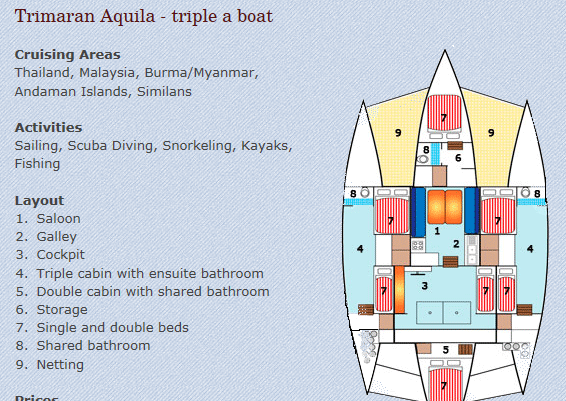 Trimaran Aquila - triple a boat
Cruising Areas
Thailand, Malaysia, Burma/Myanmar,
Andaman Islands, Similans
Activities
Sailing, Scuba Diving, Snorkeling, Kayaks,
Fishing
Layout
1. Saloon
2. Galley
3. Cockpit
4. Triple cabin with ensuite bathroom
5. Double cabin with shared bathroom
6. Storage
7. Single and double beds
8. Shared bathroom
9. Netting
Prices
7
9 9
8 6
8 8
7 7
1
2
4 4
3
7 7 7
5
7